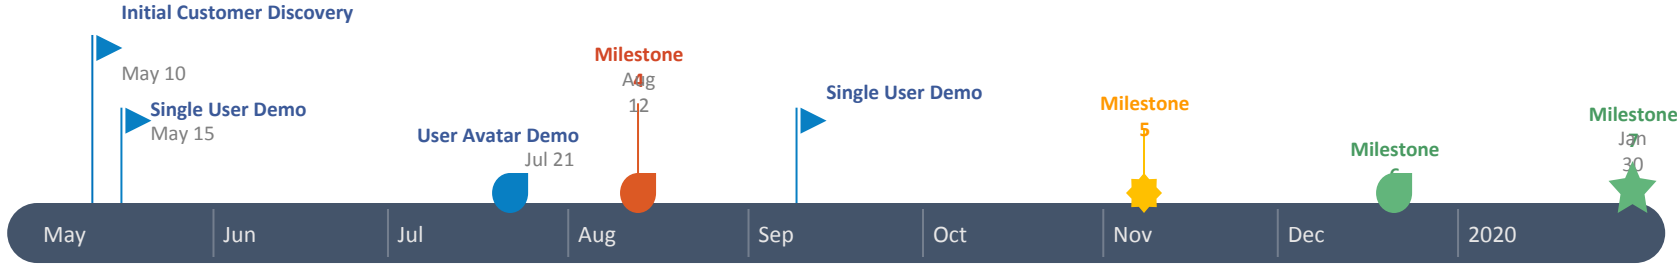 Initial Customer Discovery
May 10
Single User Demo
May 15
User Avatar Demo
Jul 21
Milestone
4
Aug
12
Single User Demo
Milestone
5
Milestone
6
Milestone
7
Jan
30
May
Jun
Jul
Aug
Sep
Oct
Nov
Dec
2020